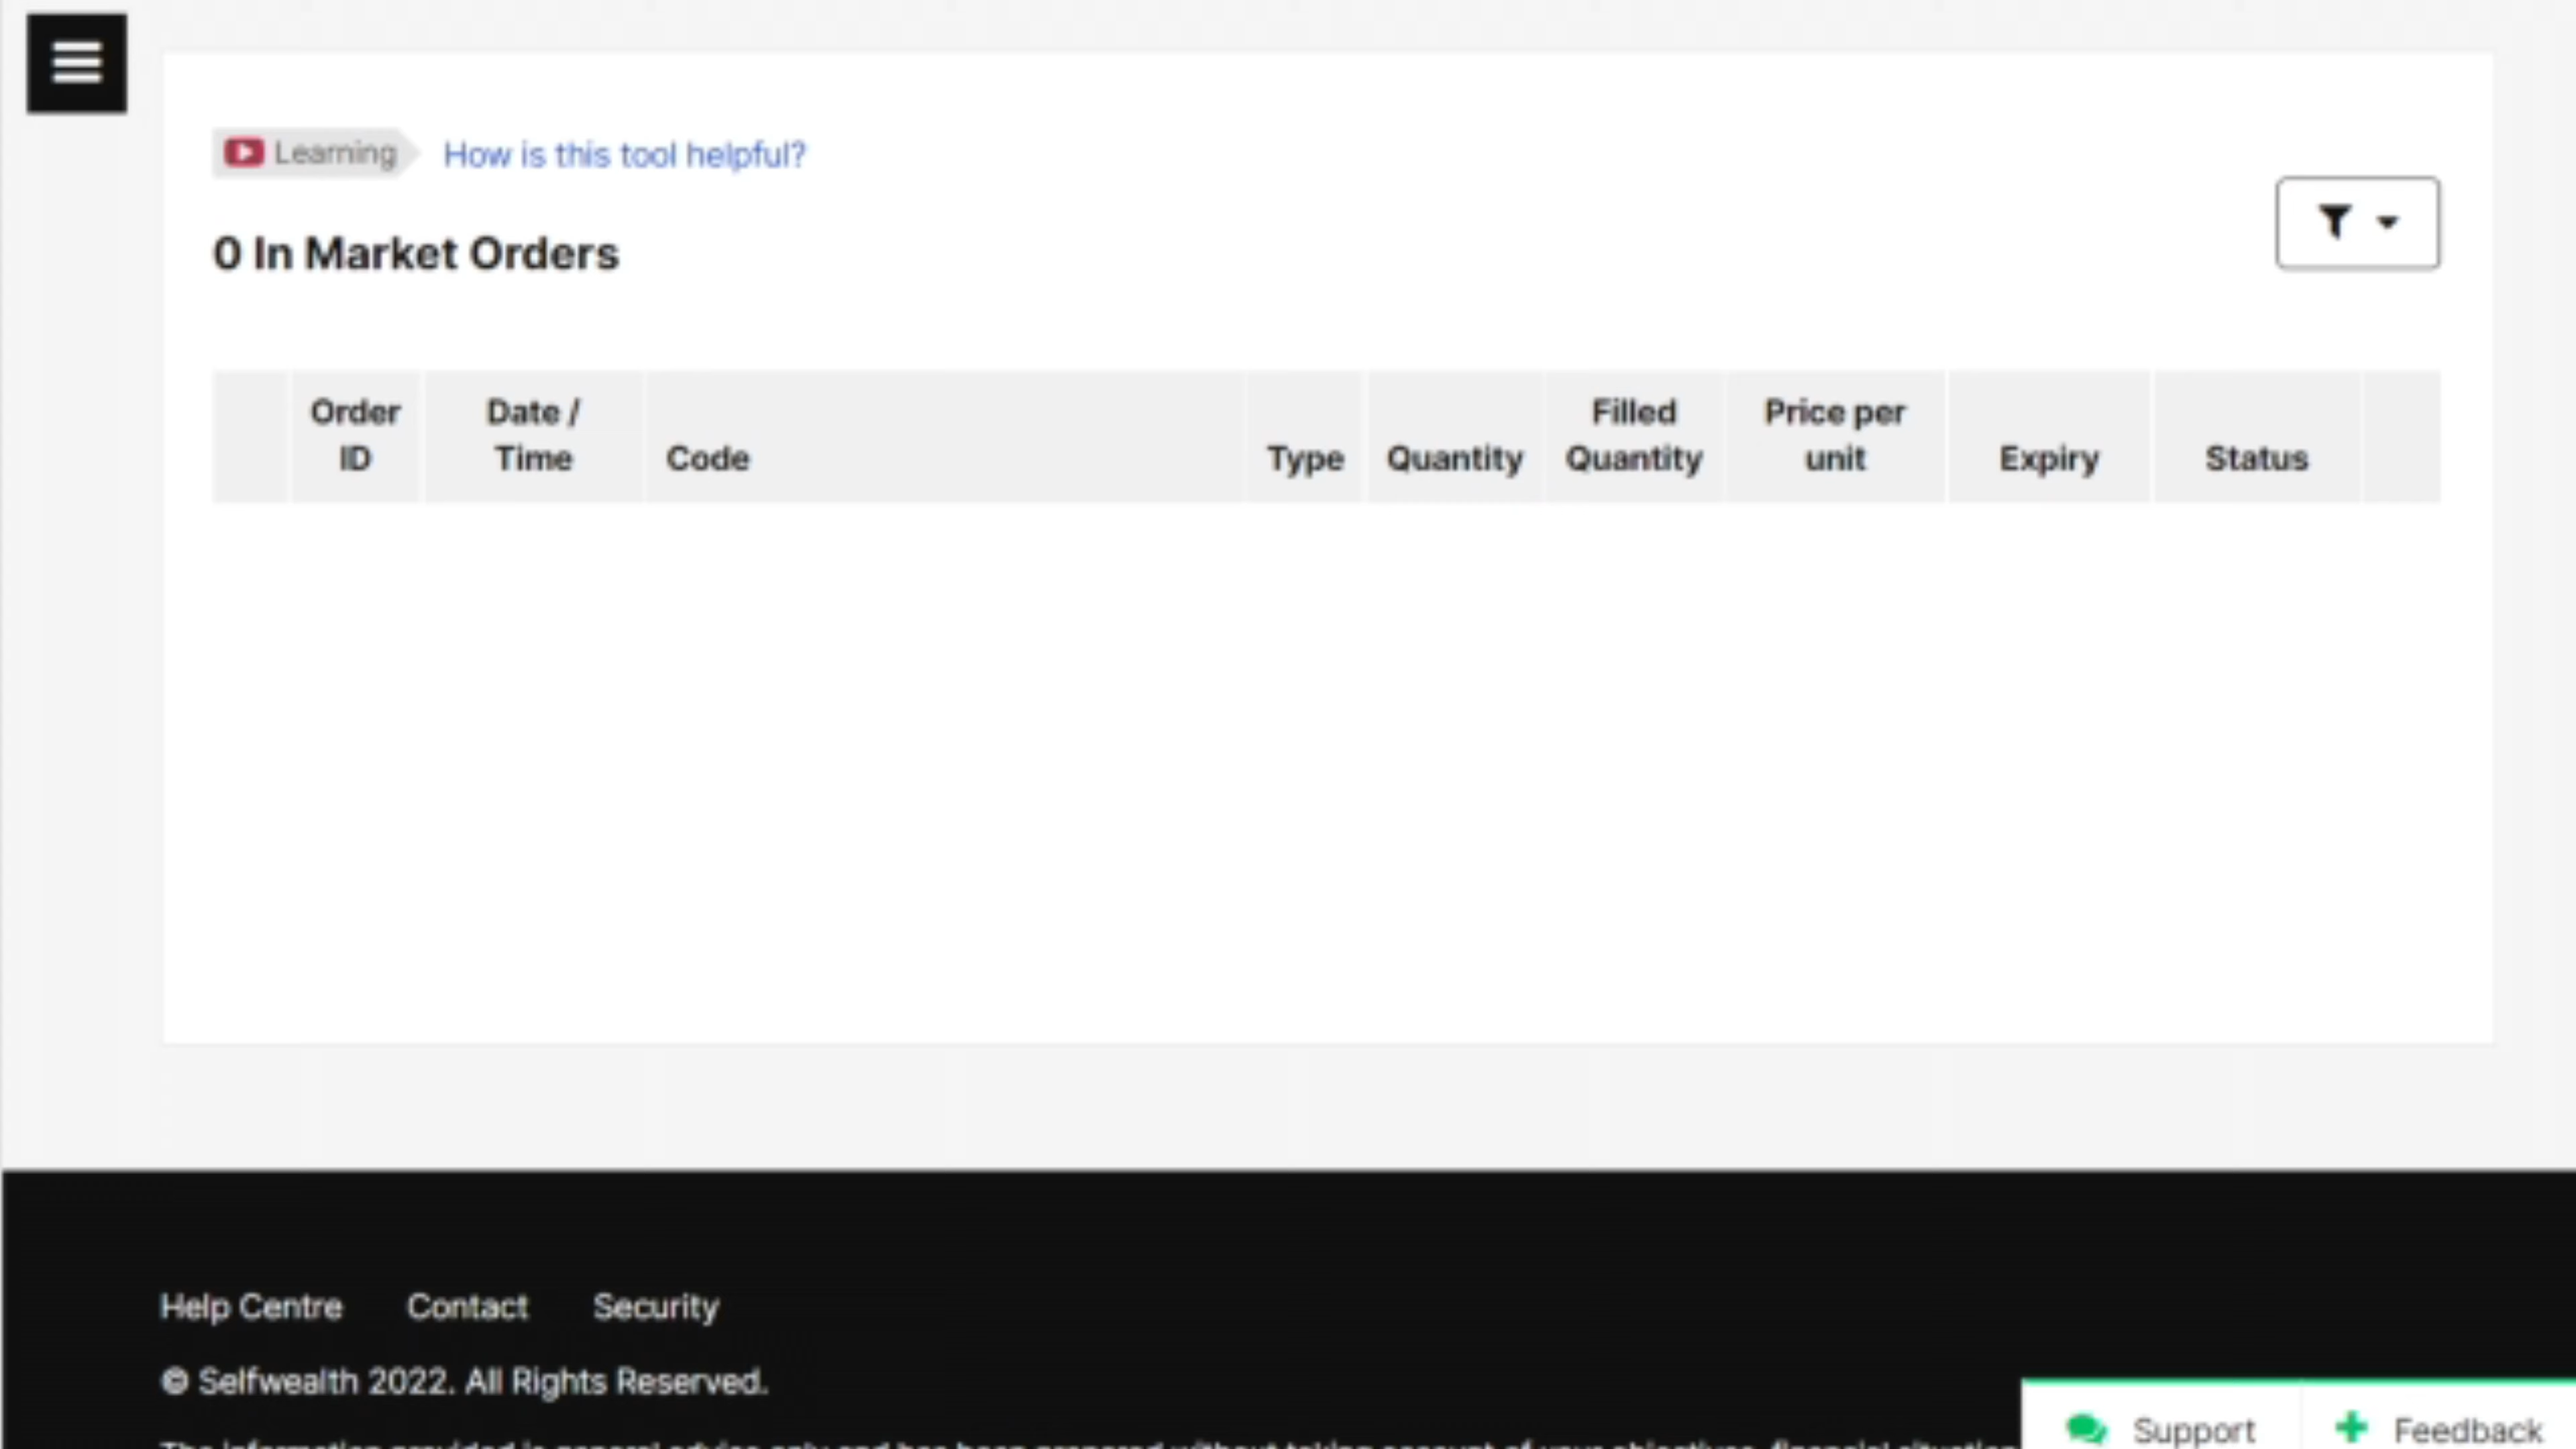 Learning How is this tool helpful?
0 In Market Orders
Order ID Date / Time Code Type Quantity Filled Quantity Price per unit Expiry Status
Help Centre Contact Security
© Selfwealth 2022. All Rights Reserved.
Support Feedback